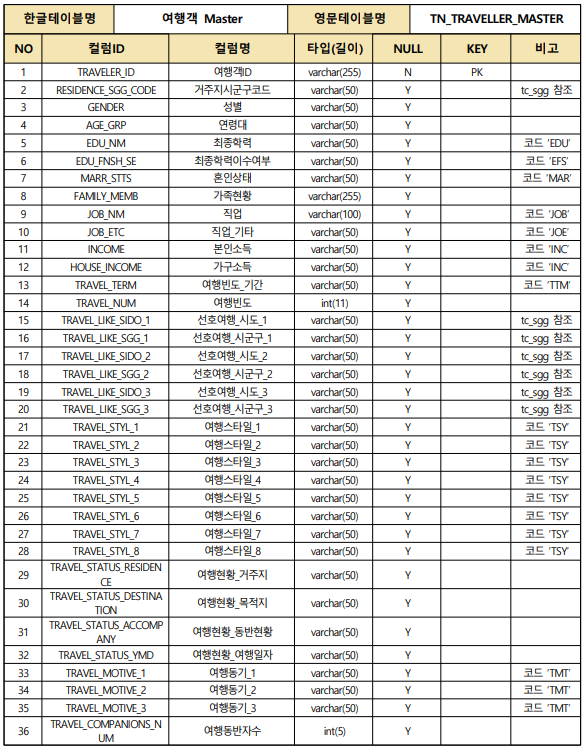 한글테이블명 여행객 Master 영문테이블명 TN_TRAVELLER_MASTER
NO 컬럼ID 컬럼명 타입(길이) NULL KEY 비고
1 TRAVELER_ID 여행객ID varchar(255) N PK
2 RESIDENCE_SGG_CODE 거주지시군구코드 varchar(50) Y tc_sgg 참조
3 GENDER 성별 varchar(50) Y
4 AGE_GRP 연령대 varchar(50) Y
5 EDU_NM 최종학력 varchar(50) Y 코드 'EDU'
6 EDU_FNSH_SE 최종학력이수여부 varchar(50) Y 코드 'EFS'
7 MARR_STTS 혼인상태 varchar(50) Y 코드 'MAR'
8 FAMILY_MEMB 가족현황 varchar(255) Y
9 JOB_NM 직업 varchar(100) Y 코드 'JOB'
10 JOB_ETC 직업_기타 varchar(50) Y 코드 'JOE'
11 INCOME 본인소득 varchar(50) Y 코드 'INC'
12 HOUSE_INCOME 가구소득 varchar(50) Y 코드 'INC'
13 TRAVEL_TERM 여행빈도_기간 varchar(50) Y 코드 'TTM'
14 TRAVEL_NUM 여행빈도 int(11) Y
15 TRAVEL_LIKE_SIDO_1 선호여행_시도_1 varchar(50) Y tc_sgg 참조
16 TRAVEL_LIKE_SGG_1 선호여행_시군구_1 varchar(50) Y tc_sgg 참조
17 TRAVEL_LIKE_SIDO_2 선호여행_시도_2 varchar(50) Y tc_sgg 참조
18 TRAVEL_LIKE_SGG_2 선호여행_시군구_2 varchar(50) Y tc_sgg 참조
19 TRAVEL_LIKE_SIDO_3 선호여행_시도_3 varchar(50) Y tc_sgg 참조
20 TRAVEL_LIKE_SGG_3 선호여행_시군구_3 varchar(50) Y tc_sgg 참조
21 TRAVEL_STYL_1 여행스타일_1 varchar(50) Y 코드 'TSY'
22 TRAVEL_STYL_2 여행스타일_2 varchar(50) Y 코드 'TSY'
23 TRAVEL_STYL_3 여행스타일_3 varchar(50) Y 코드 'TSY'
24 TRAVEL_STYL_4 여행스타일_4 varchar(50) Y 코드 'TSY'
25 TRAVEL_STYL_5 여행스타일_5 varchar(50) Y 코드 'TSY'
26 TRAVEL_STYL_6 여행스타일_6 varchar(50) Y 코드 'TSY'
27 TRAVEL_STYL_7 여행스타일_7 varchar(50) Y 코드 'TSY'
28 TRAVEL_STYL_8 여행스타일_8 varchar(50) Y 코드 'TSY'
29 TRAVEL_STATUS_RESIDEN
CE 여행현황_거주지 varchar(50) Y
30 TRAVEL_STATUS_DESTINA
TION 여행현황_목적지 varchar(50) Y
31 TRAVEL_STATUS_ACCOMP
ANY 여행현황_동반현황 varchar(50) Y
32 TRAVEL_STATUS_YMD 여행현황_여행일자 varchar(50) Y
33 TRAVEL_MOTIVE_1 여행동기_1 varchar(50) Y 코드 'TMT'
34 TRAVEL_MOTIVE_2 여행동기_2 varchar(50) Y 코드 'TMT'
35 TRAVEL_MOTIVE_3 여행동기_3 varchar(50) Y 코드 'TMT'
36 TRAVEL_COMPANIONS_N
UM 여행동반자수 int(5) Y